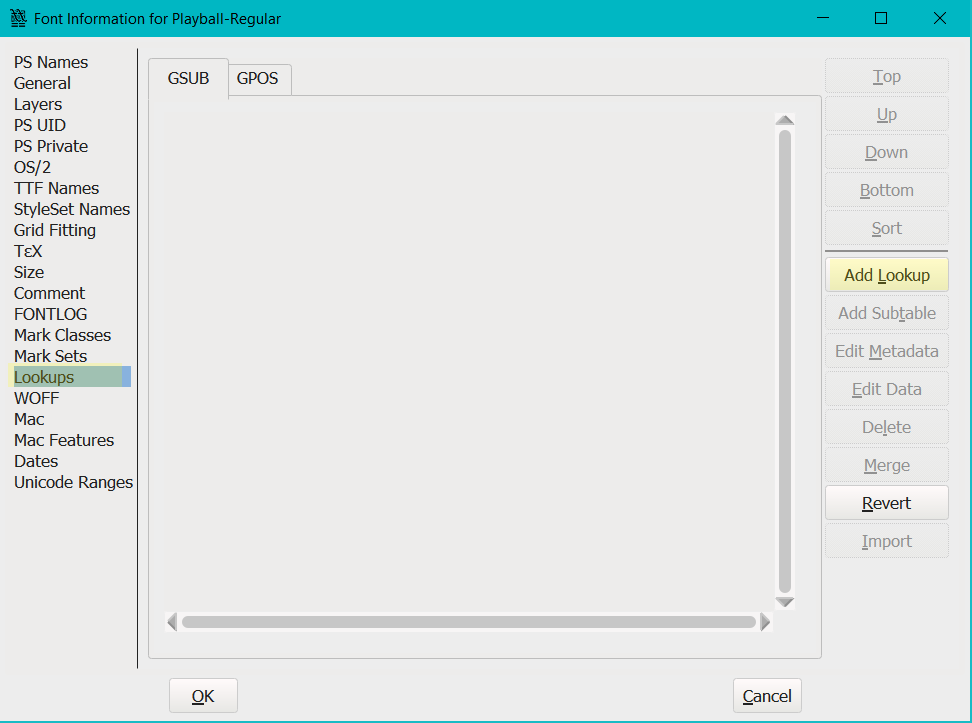 Font Information for Playball-Regular
PS Names
General
Layers
PS UID
PS Private
OS/2
TTF Names
StyleSet Names
Grid Fitting
ΤεΧ
Size
Comment
FONTLOG
Mark Classes
Mark Sets
Lookups
WOFF
Mac
Mac Features
Dates
Unicode Ranges
GSUB
GPOS
Top
Up
Down
Bottom
Sort
Add Lookup
Add Subtable
Edit Metadata
Edit Data
Delete
Merge
Revert
Import
OK
Cancel